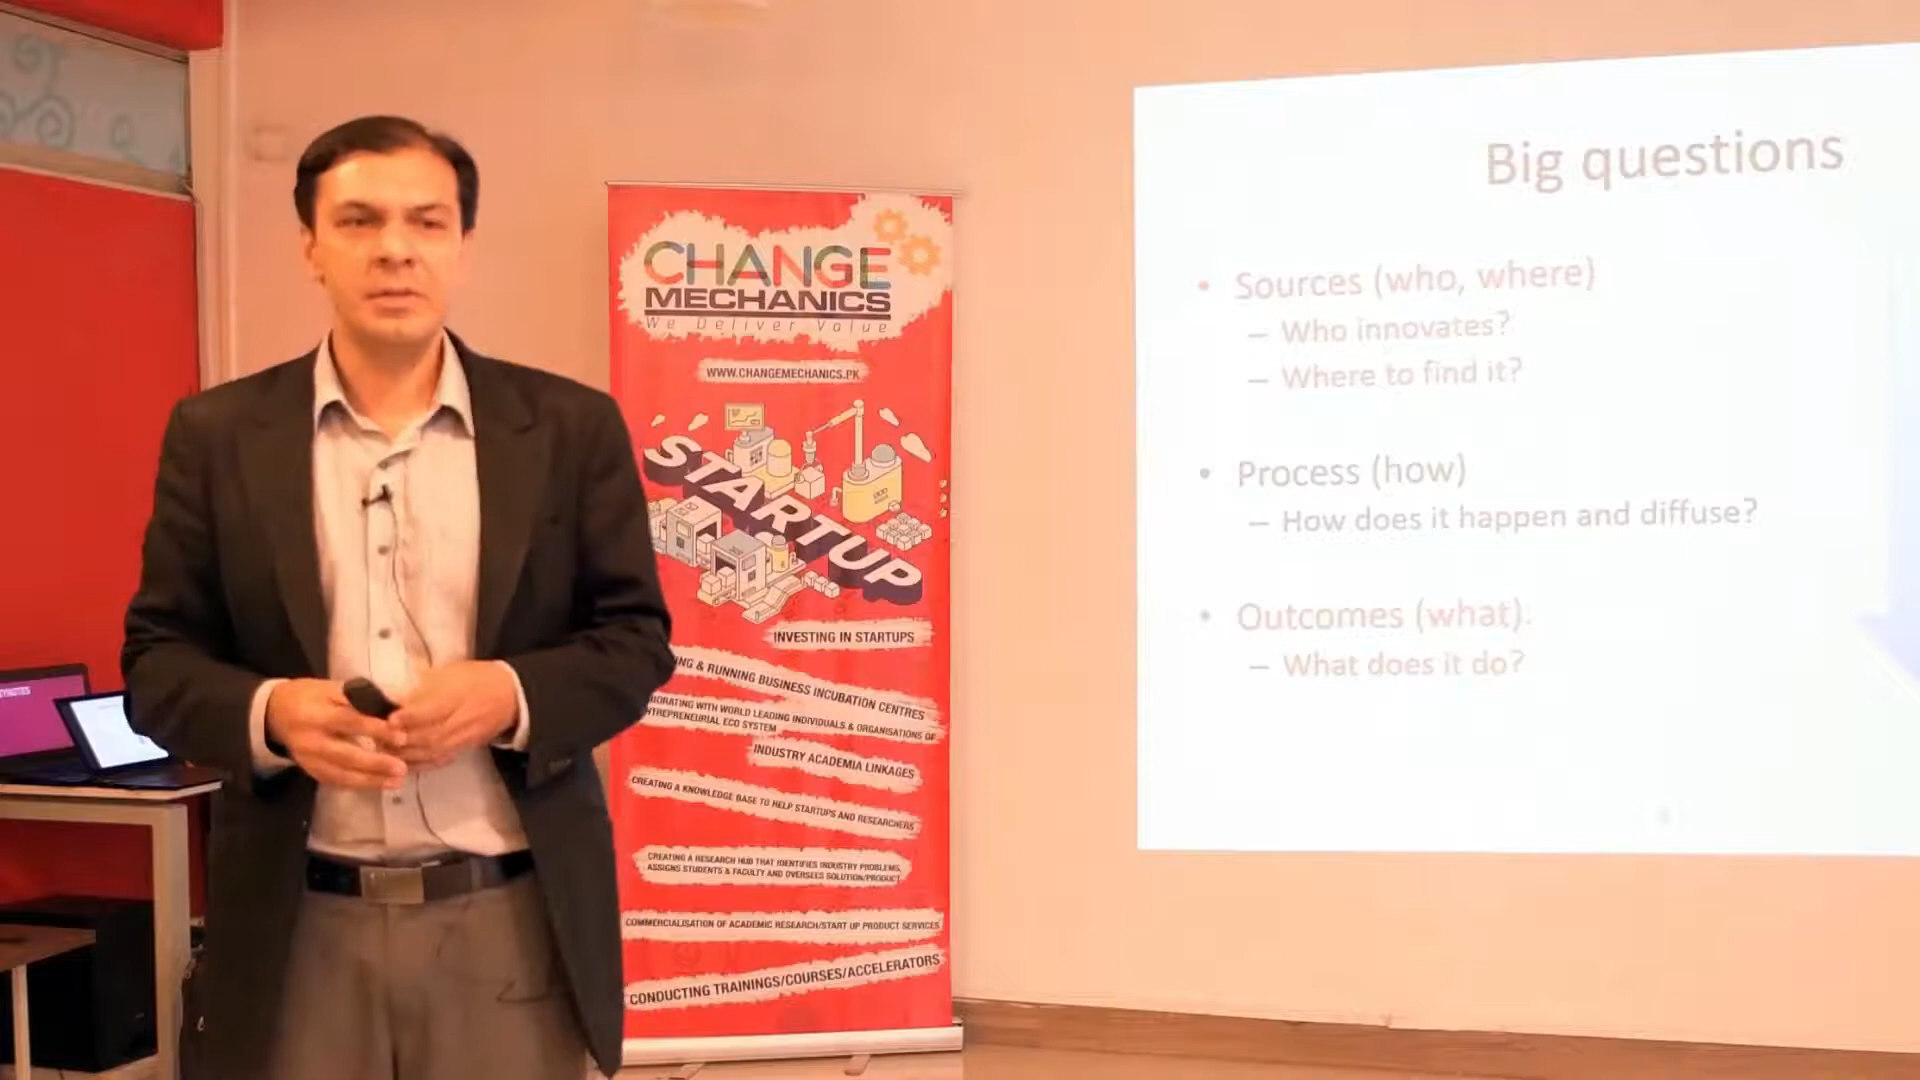 CHANGE
MECHANICS
We Deliver Value
WWW.CHANGEMECHANICS.PK
STARTUP
INVESTING IN STARTUPS
& RUNNING BUSINESS INCUBATION CENTRES
WITH WORLD LEADING INDIVIDUALS & ORGANISATIONS OF
ECO SYSTEM
INDUSTRY ACADEMIA LINKAGES
CREATING A KNOWLEDGE BASE TO HELP STARTUPS AND RESEARCHERS
CREATING A RESEARCH HUB THAT IDENTIFIES INDUSTRY PROBLEMS,
ASSIGNS STUDENTS & FACULTY AND OVERSEES SOLUTION/PRODUCT
COMMERCIALISATION OF ACADEMIC RESEARCH/START UP PRODUCT SERVICES
CONDUCTING TRAININGS/COURSES/ACCELERATORS
Big questions
• Sources (who, where)
– Who innovates?
– Where to find it?
• Process (how)
– How does it happen and diffuse?
• Outcomes (what).
– What does it do?